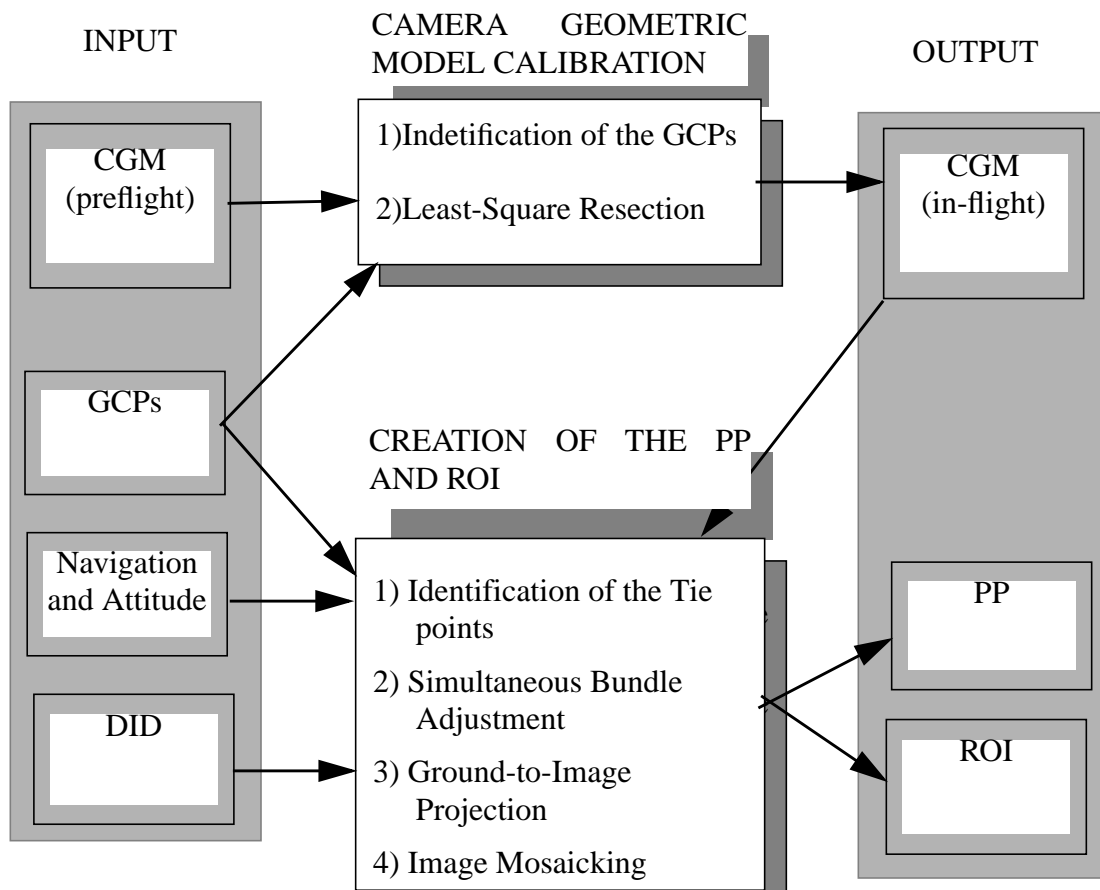 INPUT
CAMERA GEOMETRIC
MODEL CALIBRATION
OUTPUT
CGM
(preflight)
1)Indetification of the GCPs
2)Least-Square Resection
CGM
(in-flight)
GCPs
CREATION OF THE PP
AND ROI
Navigation
and Attitude
1) Identification of the Tie
points
2) Simultaneous Bundle
Adjustment
3) Ground-to-Image
Projection
4) Image Mosaicking
DID
PP
ROI